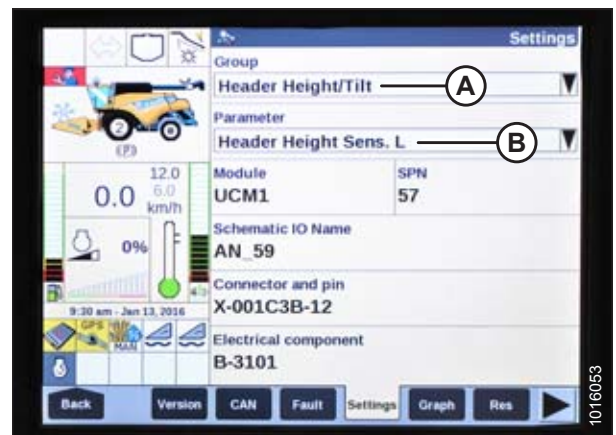 Settings
Group
Header Height/Tilt
A
Parameter
Header Height Sens. L
B
Module
UCM1
SPN
57
Schematic IO Name
AN_59
Connector and pin
X-001C3B-12
Electrical component
B-3101
2
(P)
12.0
6.0
0.0 km/h
0%
9:30 am - Jan 13, 2016
GPS
MAN
Back
Version
CAN
Fault
Settings
Graph
Res
1016053